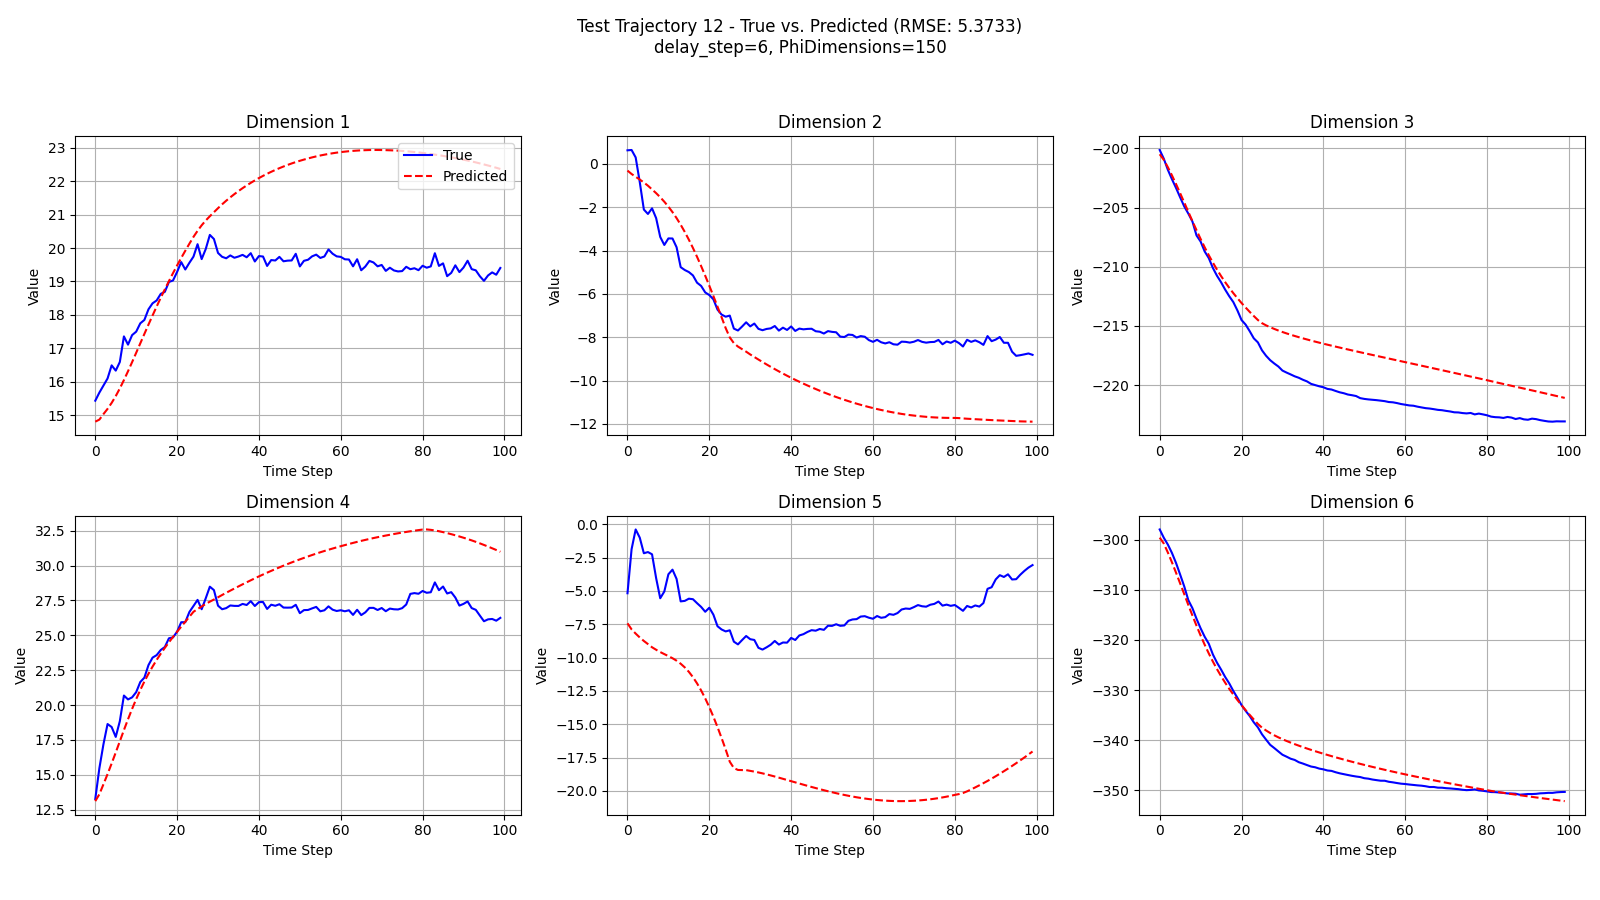 Test Trajectory 12 - True vs. Predicted (RMSE: 5.3733)
delay_step=6, PhiDimensions=150
Dimension 1
23
22
21
20
19
18
17
16
15
Value
0 20 40 60 80 100
Time Step
True
Predicted
Dimension 2
0
−2
−4
−6
−8
−10
−12
Value
0 20 40 60 80 100
Time Step
Dimension 3
−200
−205
−210
−215
−220
Value
0 20 40 60 80 100
Time Step
Dimension 4
32.5
30.0
27.5
25.0
22.5
20.0
17.5
15.0
12.5
Value
0 20 40 60 80 100
Time Step
Dimension 5
0.0
−2.5
−5.0
−7.5
−10.0
−12.5
−15.0
−17.5
−20.0
Value
0 20 40 60 80 100
Time Step
Dimension 6
−300
−310
−320
−330
−340
−350
Value
0 20 40 60 80 100
Time Step